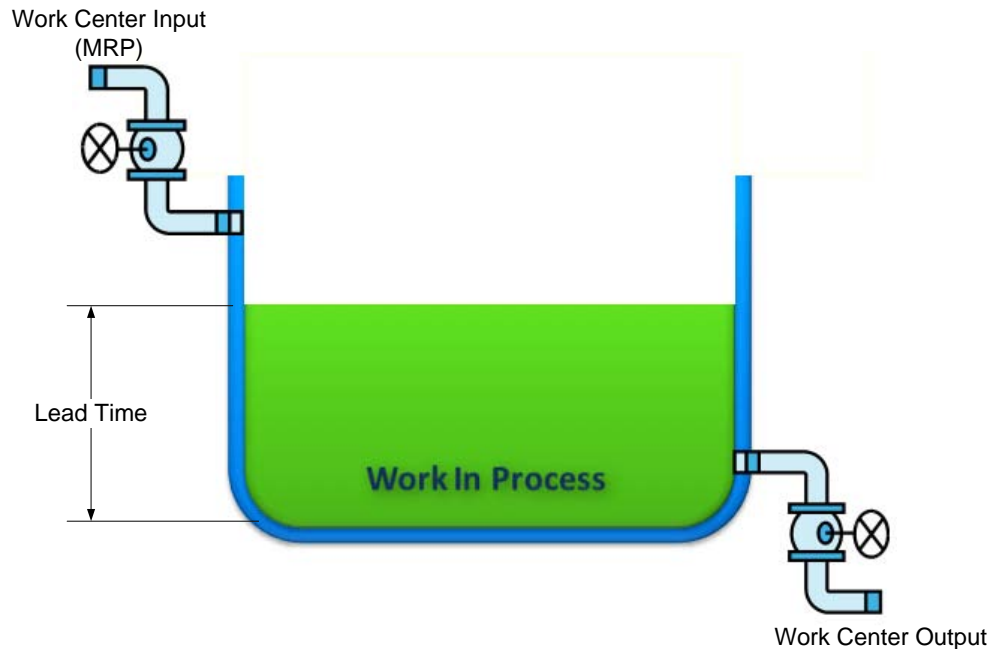 Work Center Input
(MRP)
Lead Time
Work In Process
Work Center Output